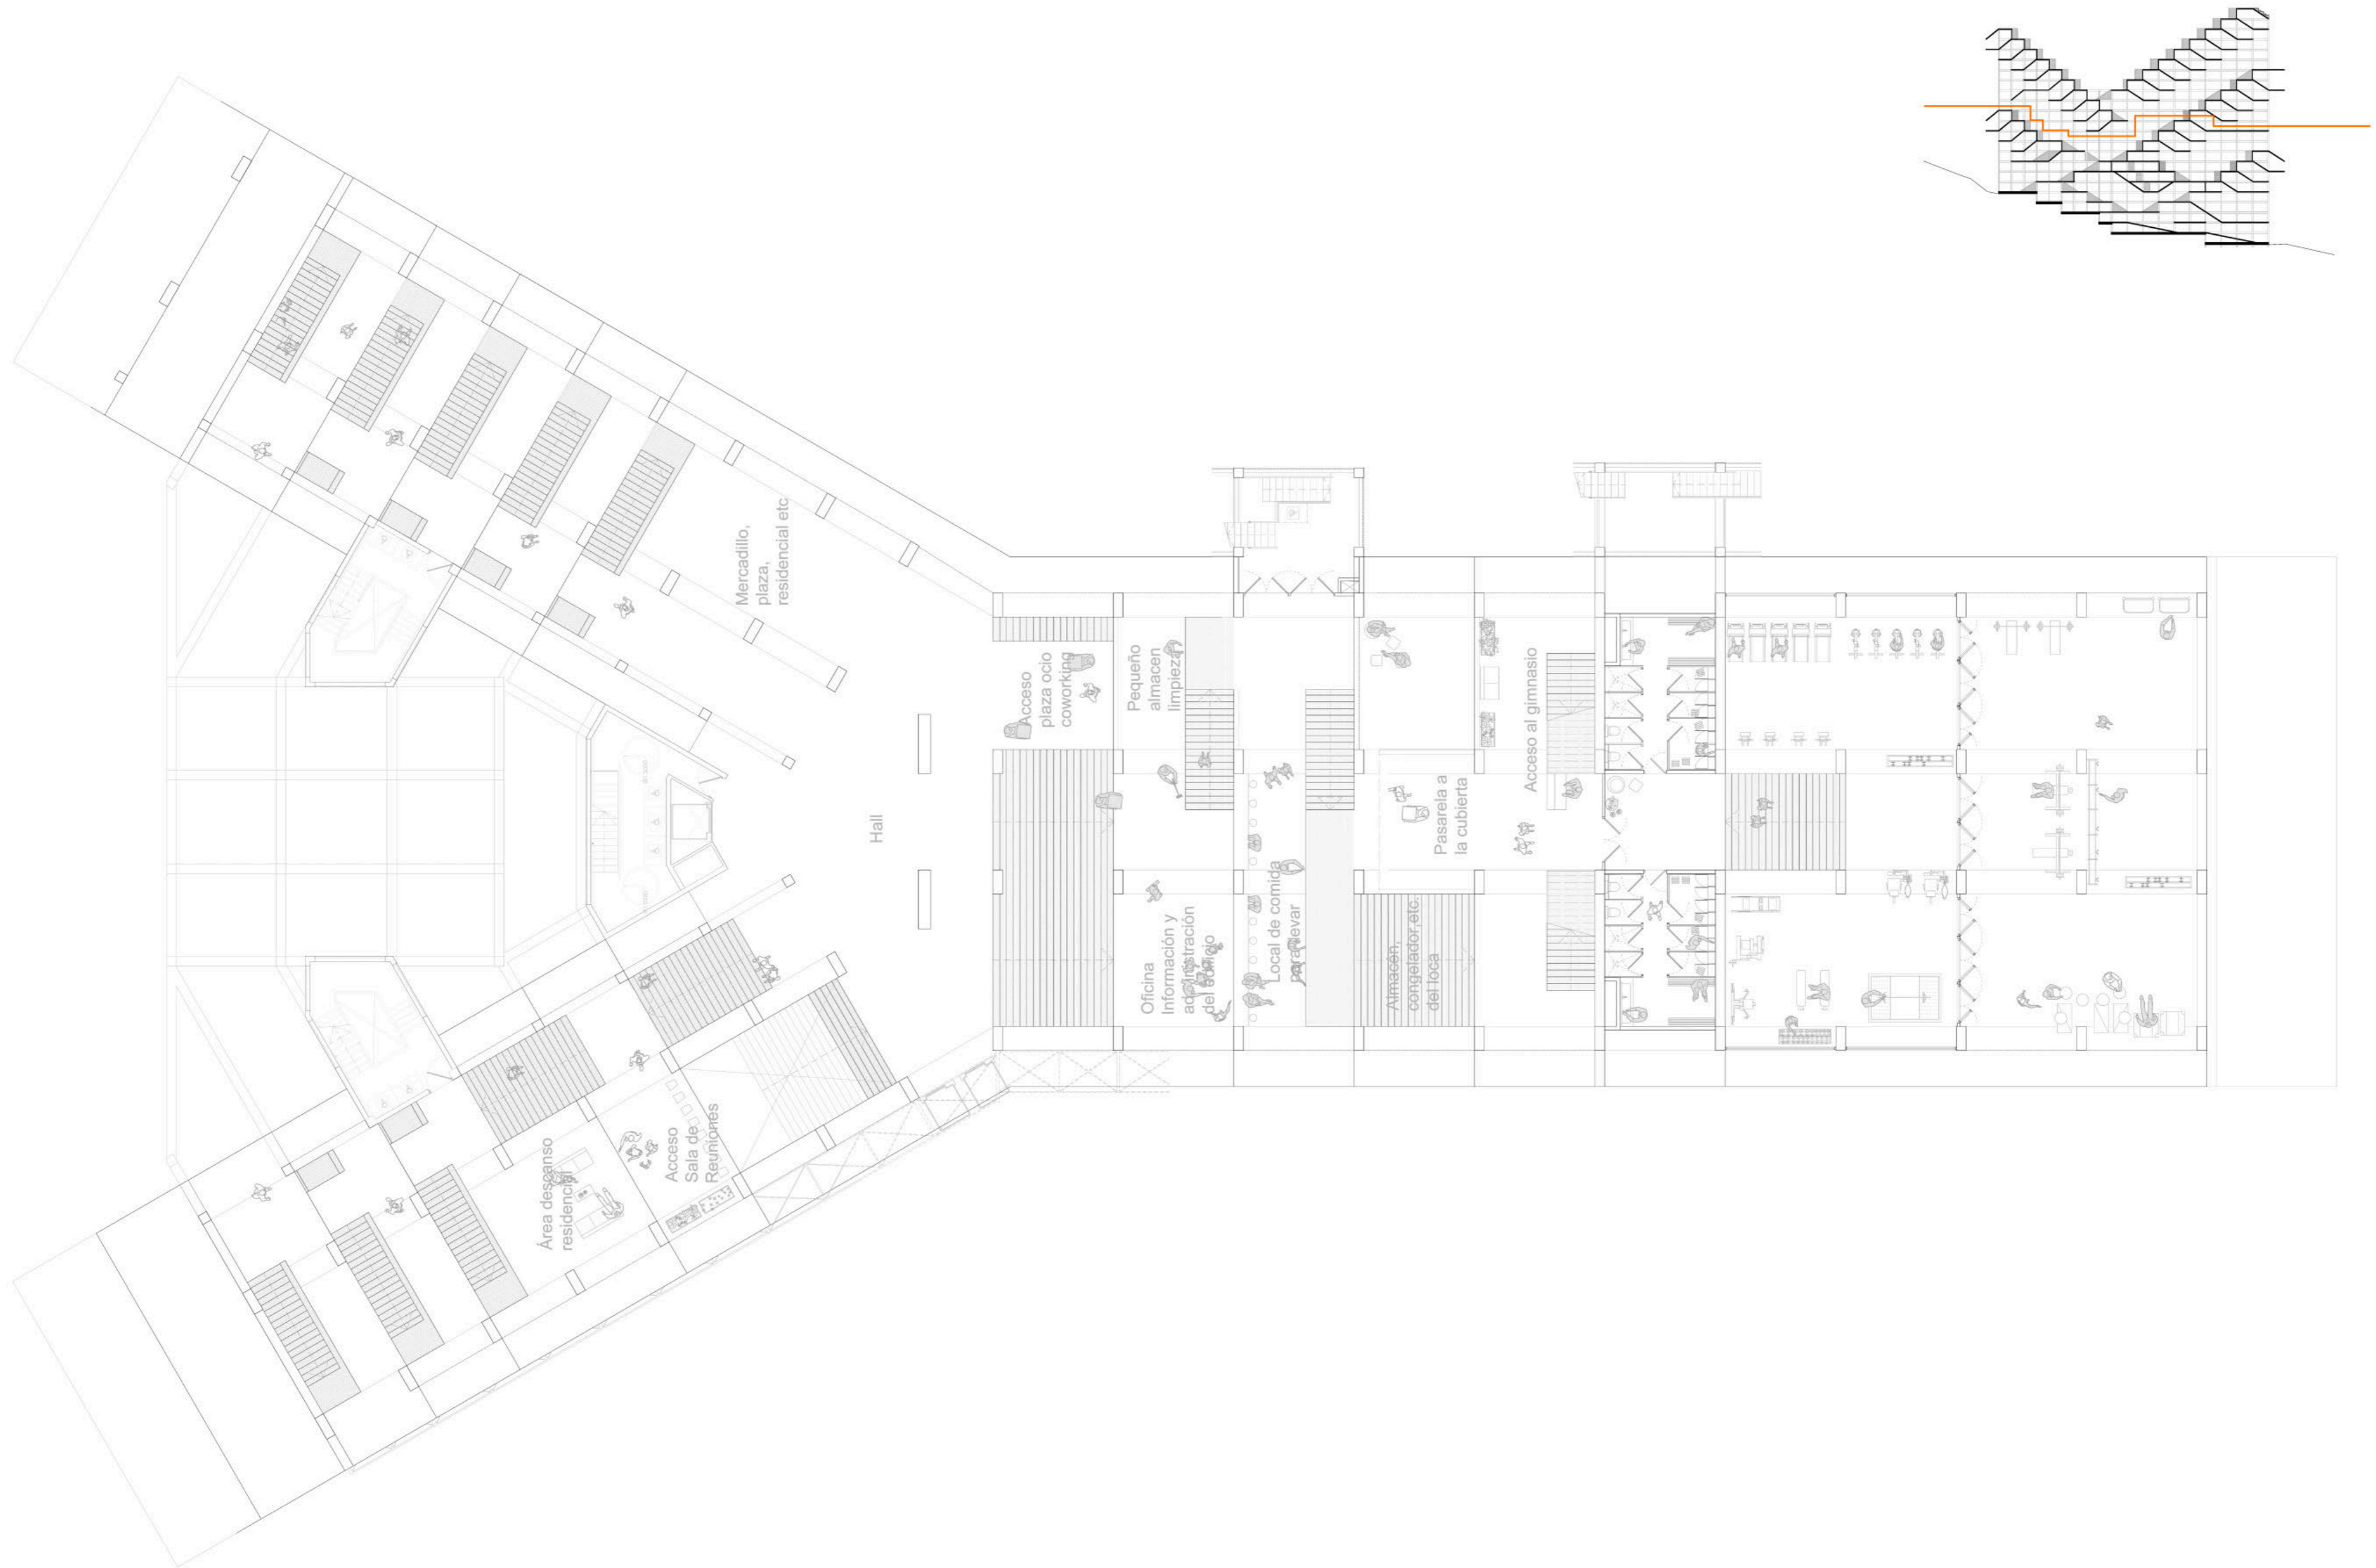 Mercadillo,
plaza,
residencial etc
Hall
Acceso
plaza ocio
coworking
Pequeño
almacen
limpieza
Oficina
Información y
administración
del edificio
Local de comida
para llevar
Almacén,
congelador,etc.
del loca
Pasarela a
la cubierta
Acceso al gimnasio
Área descanso
residencial
Acceso
Sala de
Reuniones